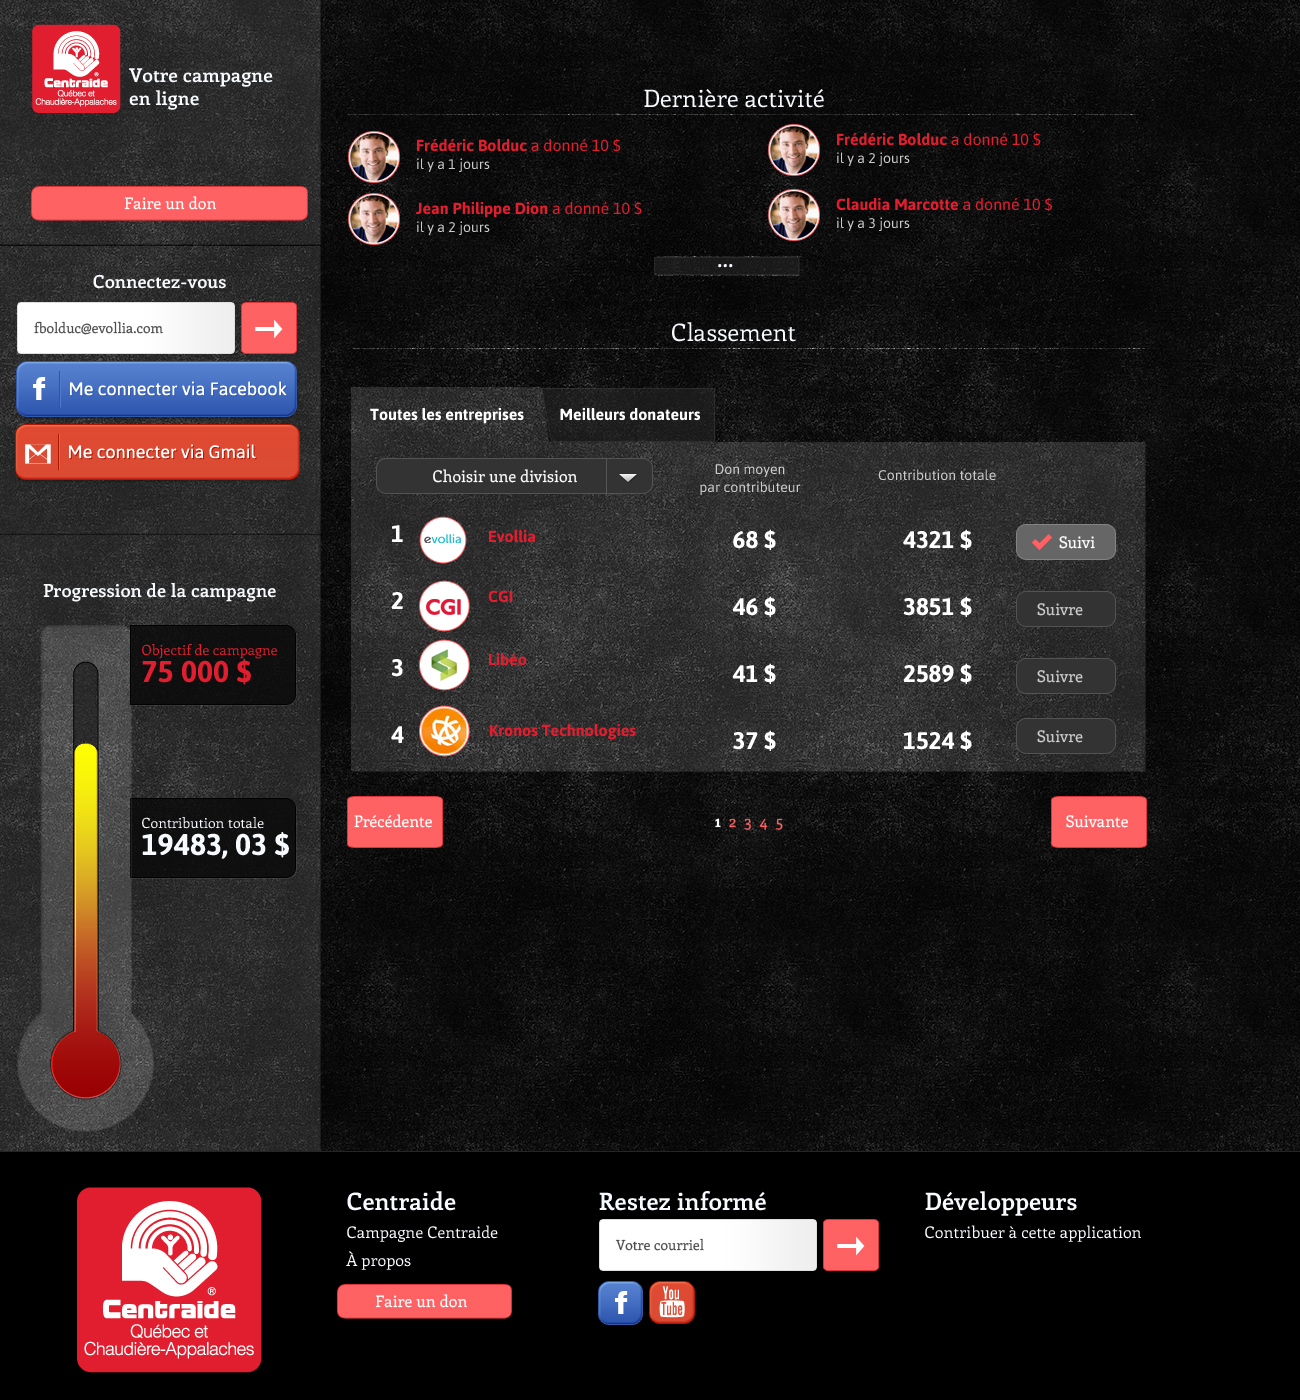 Centraide
Québec et
Chaudière-Appalaches
Votre campagne
en ligne
Faire un don
Connectez-vous
fbolduc@evollia.com
Me connecter via Facebook
Me connecter via Gmail
Progression de la campagne
Objectif de campagne
75 000 $
Contribution totale
19483, 03 $
Dernière activité
Frédéric Bolduc a donné 10 $
il y a 1 jours
Jean Philippe Dion a donné 10 $
il y a 2 jours
Frédéric Bolduc a donné 10 $
il y a 2 jours
Claudia Marcotte a donné 10 $
il y a 3 jours
...
Classement
Toutes les entreprises
Meilleurs donateurs
Choisir une division
Don moyen
par contributeur
Contribution totale
1 evollia Evollia 68 $ 4321 $ Suivi
2 CGI CGI 46 $ 3851 $ Suivre
3 Libéo 41 $ 2589 $ Suivre
4 Kronos Technologies 37 $ 1524 $ Suivre
Précédente
1 2 3 4 5
Suivante
Centraide
Québec et
Chaudière-Appalaches
Centraide
Campagne Centraide
À propos
Faire un don
Restez informé
Votre courriel
You
Tube
Développeurs
Contribuer à cette application